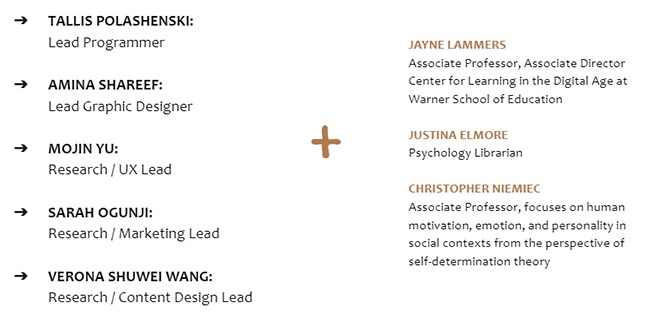 ➔ TALLIS POLASHENSKI:
Lead Programmer
➔ AMINA SHAREEF:
Lead Graphic Designer
➔ MOJIN YU:
Research / UX Lead
➔ SARAH OGUNJI:
Research / Marketing Lead
➔ VERONA SHUWEI WANG:
Research / Content Design Lead
+
JAYNE LAMMERS
Associate Professor, Associate Director
Center for Learning in the Digital Age at
Warner School of Education
JUSTINA ELMORE
Psychology Librarian
CHRISTOPHER NIEMIEC
Associate Professor, focuses on human
motivation, emotion, and personality in
social contexts from the perspective of
self-determination theory